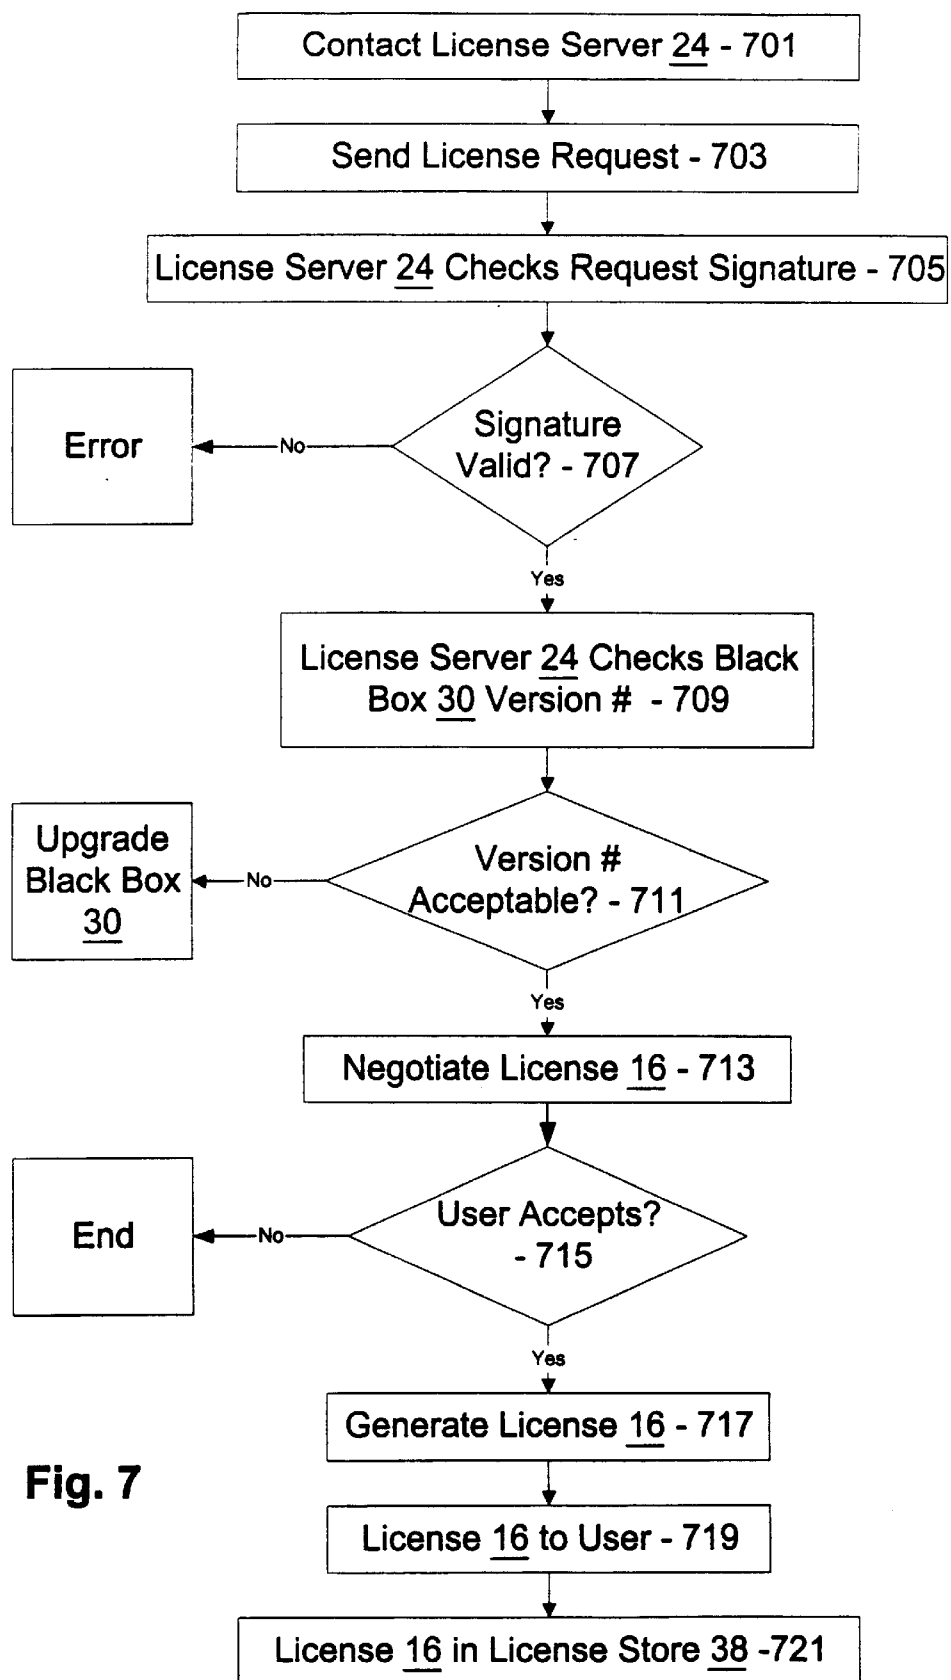 Contact License Server 24 - 701
Send License Request - 703
License Server 24 Checks Request Signature - 705
Signature
Valid? - 707
No
Error
Yes
License Server 24 Checks Black
Box 30 Version # - 709
Version #
Acceptable? - 711
No
Upgrade
Black Box
30
Yes
Negotiate License 16 - 713
User Accepts?
- 715
No
End
Yes
Generate License 16 - 717
Fig. 7
License 16 to User - 719
License 16 in License Store 38 -721